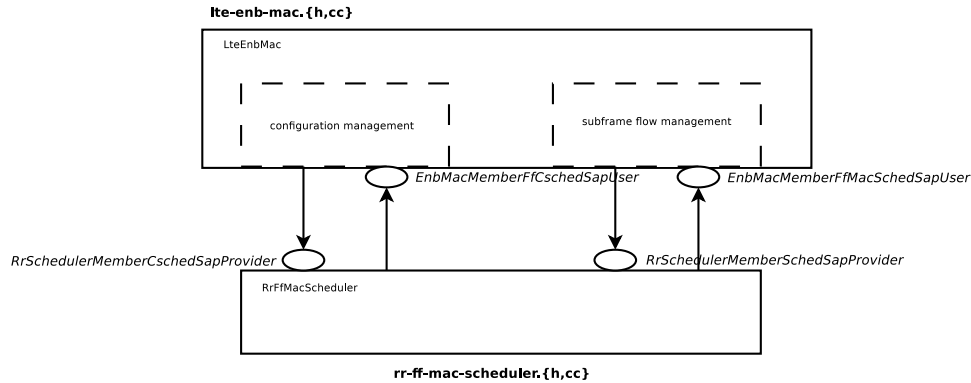 lte-enb-mac.{h,cc}
LteEnbMac
configuration management
subframe flow management
EnbMacMemberFfCschedSapUser
EnbMacMemberFfMacSchedSapUser
RrSchedulerMemberCschedSapProvider
RrSchedulerMemberSchedSapProvider
RrFfMacScheduler
rr-ff-mac-scheduler.{h,cc}